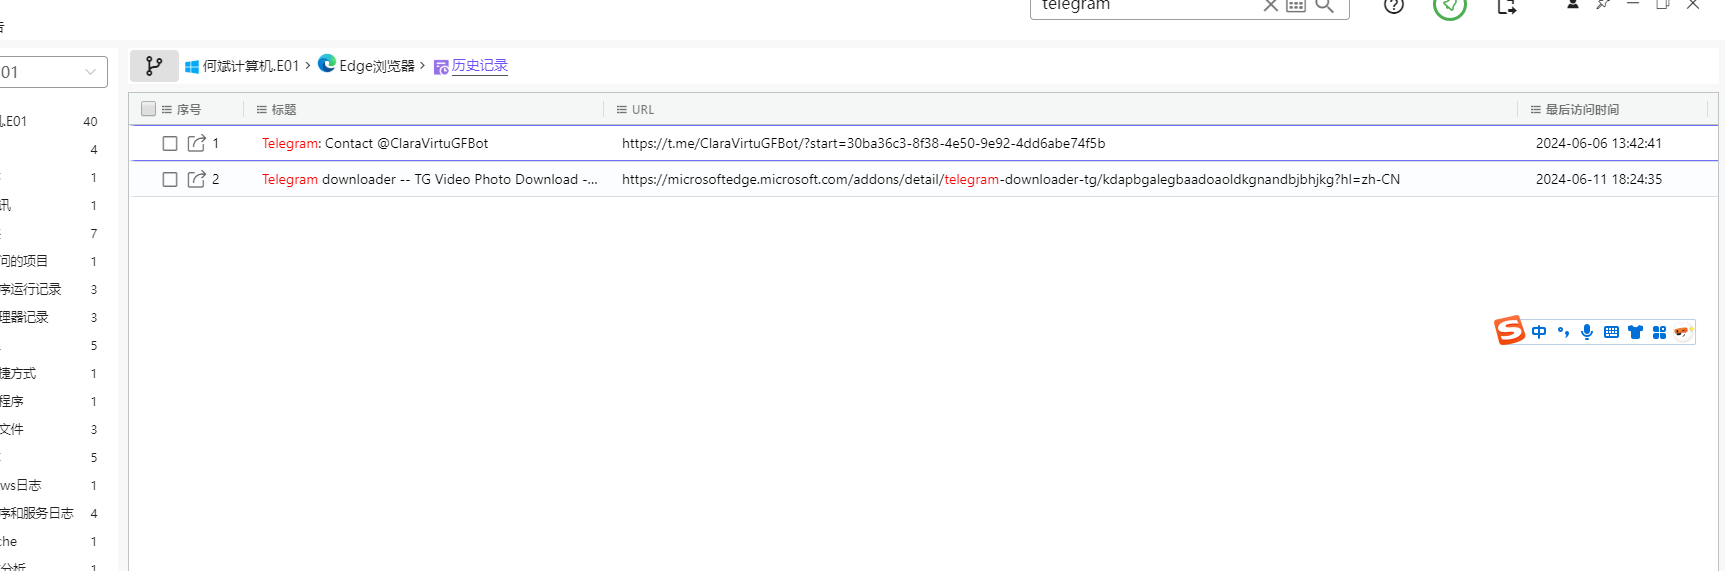 telegram
告
01
何斌计算机.E01 › Edge浏览器 › 历史记录
序号 标题 URL 最后访问时间
1 Telegram: Contact @ClaraVirtuGFBot https://t.me/ClaraVirtuGFBot/?start=30ba36c3-8f38-4e50-9e92-4dd6abe74f5b 2024-06-06 13:42:41
2 Telegram downloader -- TG Video Photo Download -... https://microsoftedge.microsoft.com/addons/detail/telegram-downloader-tg/kdapbgalegbaadoaoldkgnandbjbhjkg?hl=zh-CN 2024-06-11 18:24:35
.E01 40
4
1
讯 1
7
问的项目 1
序运行记录 3
理器记录 3
5
捷方式 1
程序 1
文件 3
5
ws日志 1
序和服务日志 4
che 1
分析 1
S 中